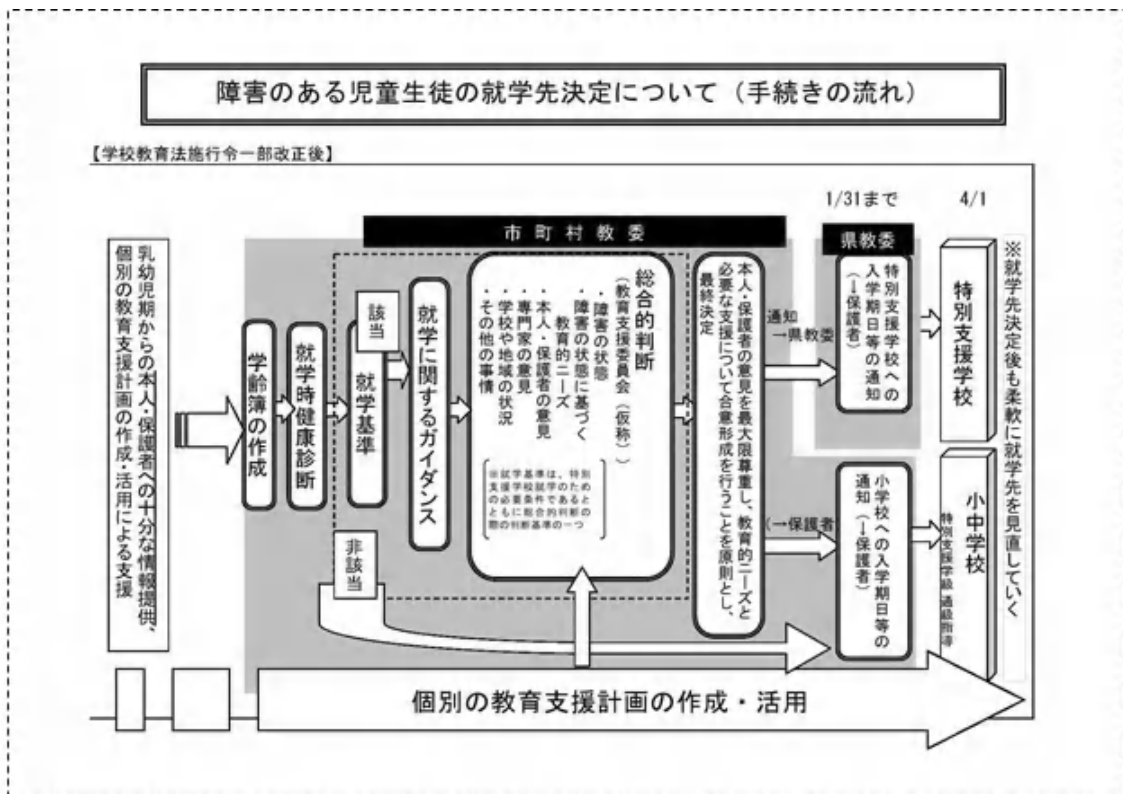 障害のある児童生徒の就学先決定について（手続きの流れ）
【学校教育法施行令一部改正後】
1/31まで
4/1
市町村教委
県教委
乳幼児期からの本人・保護者への十分な情報提供、
個別の教育支援計画の作成・活用による支援
学齢簿の作成
就学時健康診断
就学基準
該当
非該当
就学に関するガイダンス
総合的判断
（教育支援委員会（仮称））
・障害の状態
・障害の状態に基づく
教育的ニーズ
・本人・保護者の意見
・専門家の意見
・学校や地域の状況
・その他の事情
※就学基準は、特別
支援学校就学のため
の必要条件であると
ともに総合的判断の
際の判断基準の一つ
本人・保護者の意見を最大限尊重し、教育的ニーズと
必要な支援について合意形成を行うことを原則とし、
最終決定
通知
→県教委
(→保護者)
特別支援学校への
入学期日等の通知
（→保護者）
小学校への入学期日等の
通知（→保護者）
特別支援学校
小中学校
特別支援学級 通級指導
※就学先決定後も柔軟に就学先を見直していく
個別の教育支援計画の作成・活用